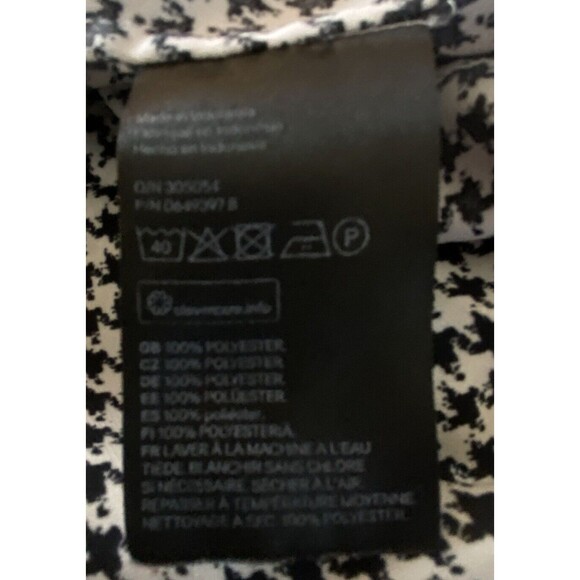 Made in Indonesia
Fabriqué en Indonésie
Hecho en Indonesia
O/N 305054
P/N 0649397 B
40 P
clevercare.info
GB 100% POLYESTER.
CZ 100% POLYESTER.
DE 100% POLYESTER.
EE 100% POLÜESTER.
ES 100% poliéster.
FI 100% POLYESTERIA.
FR LAVER À LA MACHINE A L'EAU
TIÈDE. BLANCHIR SANS CHLORE
SI NÉCESSAIRE. SÉCHER À L'AIR.
REPASSER À TEMPÉRATURE MOYENNE.
NETTOYAGE À SEC. 100% POLYESTER.